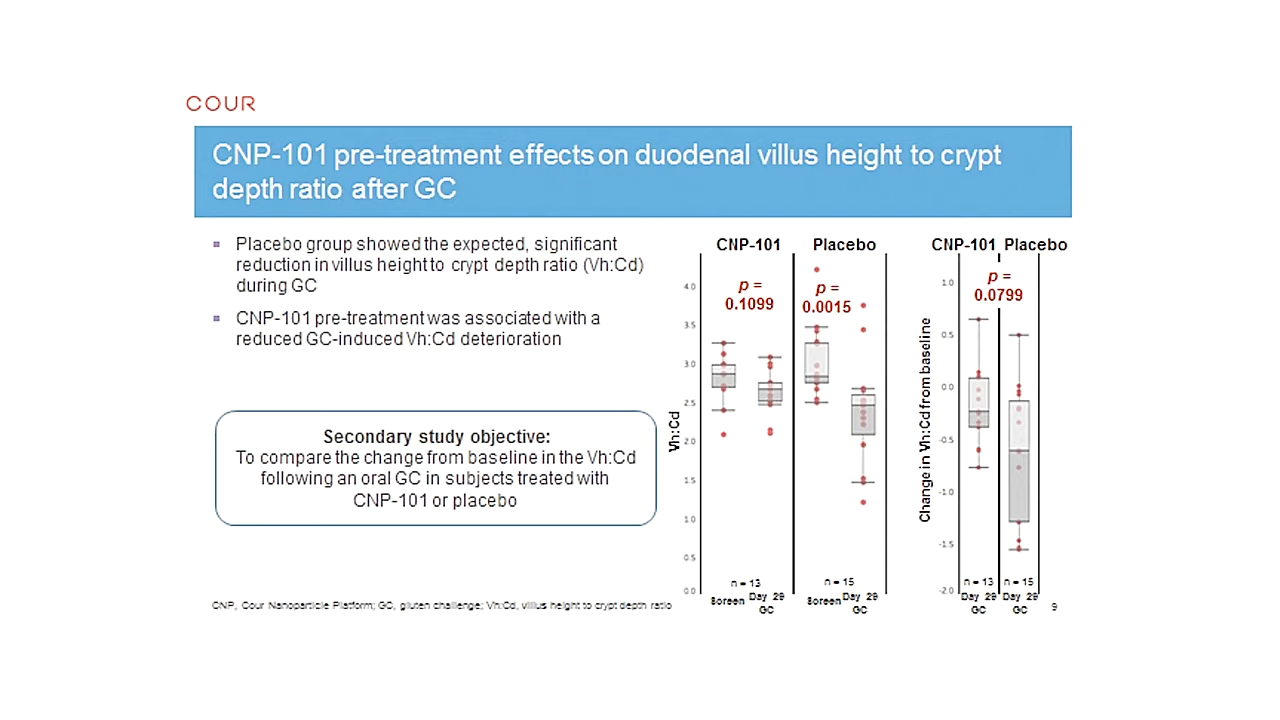 COUR
CNP-101 pre-treatment effects on duodenal villus height to crypt
depth ratio after GC
Placebo group showed the expected, significant
reduction in villus height to crypt depth ratio (Vh:Cd)
during GC
CNP-101 pre-treatment was associated with a
reduced GC-induced Vh:Cd deterioration
Secondary study objective:
To compare the change from baseline in the Vh:Cd
following an oral GC in subjects treated with
CNP-101 or placebo
CNP-101 Placebo
p =
0.1099
p =
0.0015
Vh:Cd
4.0
3.5
3.0
2.5
2.0
1.5
1.0
0.5
0.0
n = 13
n = 15
Screen
Day 29
GC
Screen
Day 29
GC
CNP-101 Placebo
p =
0.0799
Change in Vh:Cd from baseline
1.0
0.5
0.0
-0.5
-1.0
-1.5
-2.0
n = 13
n = 15
Day 29
GC
Day 29
GC
CNP, Cour Nanoparticle Platform; GC, gluten challenge; Vh:Cd, villius height to crypt depth ratio
9